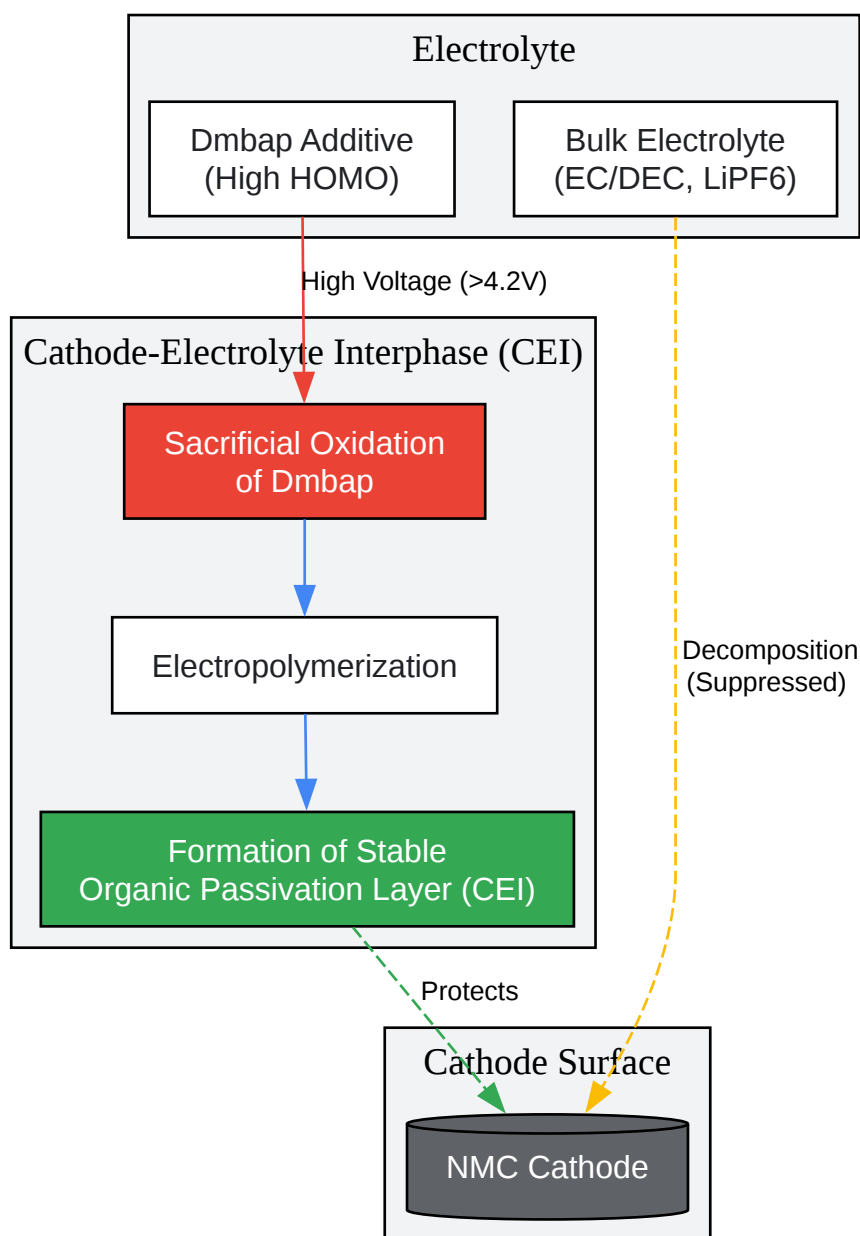 Electrolyte
Dmbap Additive
(High HOMO)
Bulk Electrolyte
(EC/DEC, LiPF6)
High Voltage (>4.2V)
Cathode-Electrolyte Interphase (CEI)
Sacrificial Oxidation
of Dmbap
Electropolymerization
Decomposition
(Suppressed)
Formation of Stable
Organic Passivation Layer (CEI)
Protects
Cathode Surface
NMC Cathode